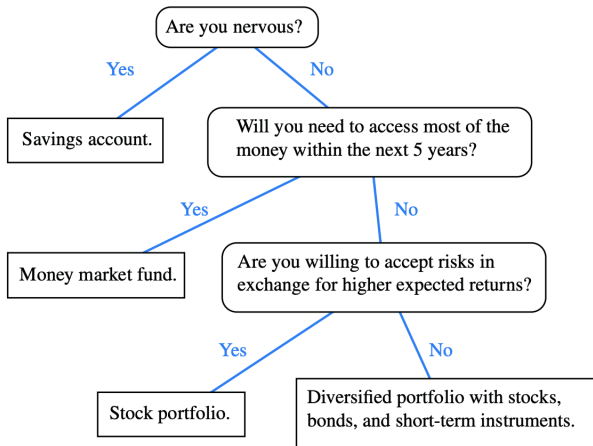 Are you nervous?
Yes
No
Savings account.
Will you need to access most of the
money within the next 5 years?
Yes
No
Money market fund.
Are you willing to accept risks in
exchange for higher expected returns?
Yes
No
Stock portfolio.
Diversified portfolio with stocks,
bonds, and short-term instruments.